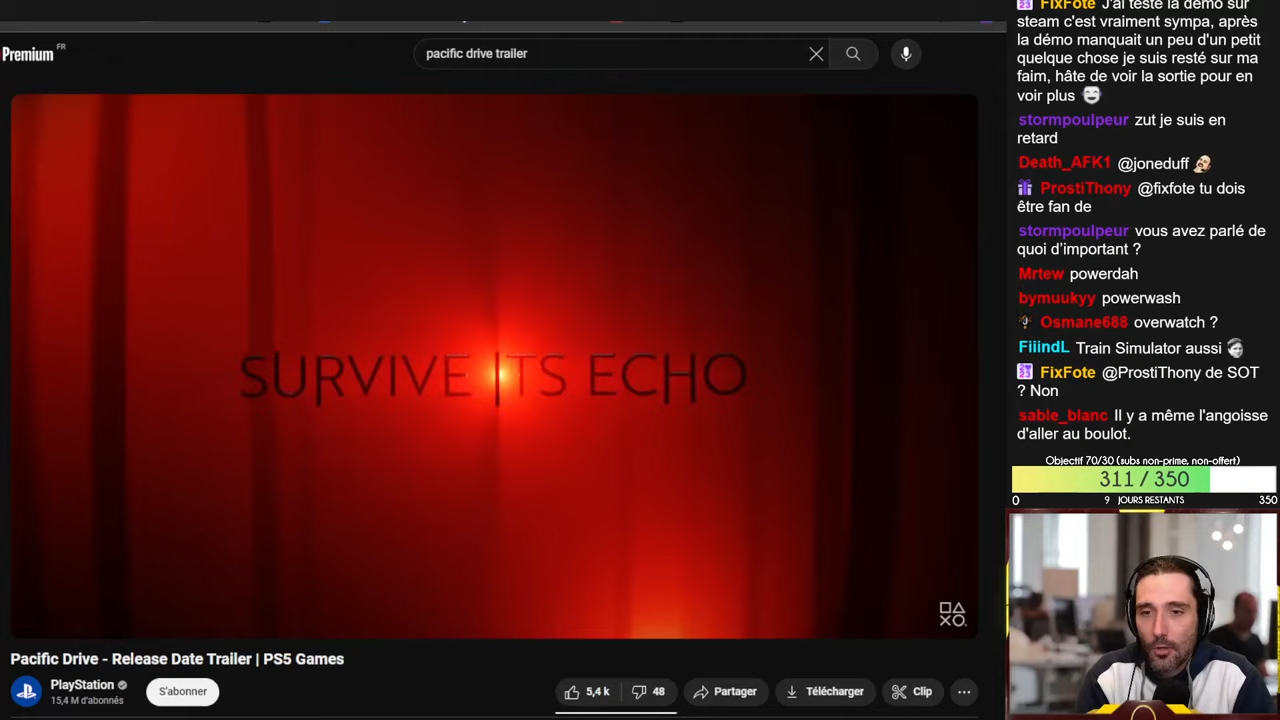 Premium FR
pacific drive trailer
SURVIVE ITS ECHO
Pacific Drive - Release Date Trailer | PS5 Games
PlayStation
15,4 M d'abonnés
S'abonner
5,4 k
48
Partager
Télécharger
Clip
FixFote J'ai testé la démo sur
steam c'est vraiment sympa, après
la démo manquait un peu d'un petit
quelque chose je suis resté sur ma
faim, hâte de voir la sortie pour en
voir plus
stormpoulpeur zut je suis en
retard
Death_AFK1 @joneduff
ProstiThony @fixfote tu dois
être fan de
stormpoulpeur vous avez parlé de
quoi d'important ?
Mrtew powerdah
bymuukyy powerwash
Osmane688 overwatch ?
FiiindL Train Simulator aussi
FixFote @ProstiThony de SOT
? Non
sable_blanc Il y a même l'angoisse
d'aller au boulot.
Objectif 70/30 (subs non-prime, non-offert)
311 / 350
0 9 JOURS RESTANTS 350